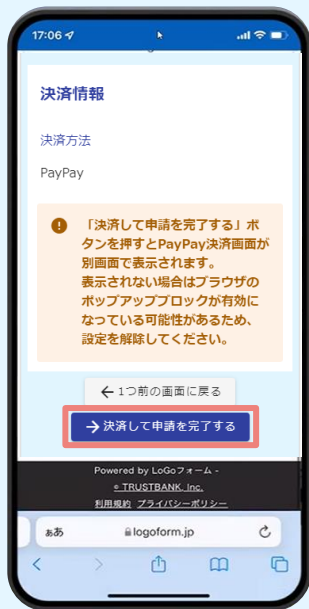 17:06
決済情報
決済方法
PayPay
「決済して申請を完了する」ボ
タンを押すとPayPay決済画面が
別画面で表示されます。
表示されない場合はブラウザの
ポップアップブロックが有効に
なっている可能性があるため、
設定を解除してください。
← 1つ前の画面に戻る
→ 決済して申請を完了する
Powered by LoGoフォーム -
© TRUSTBANK, Inc.
利用規約 プライバシーポリシー
ぁあ logoform.jp